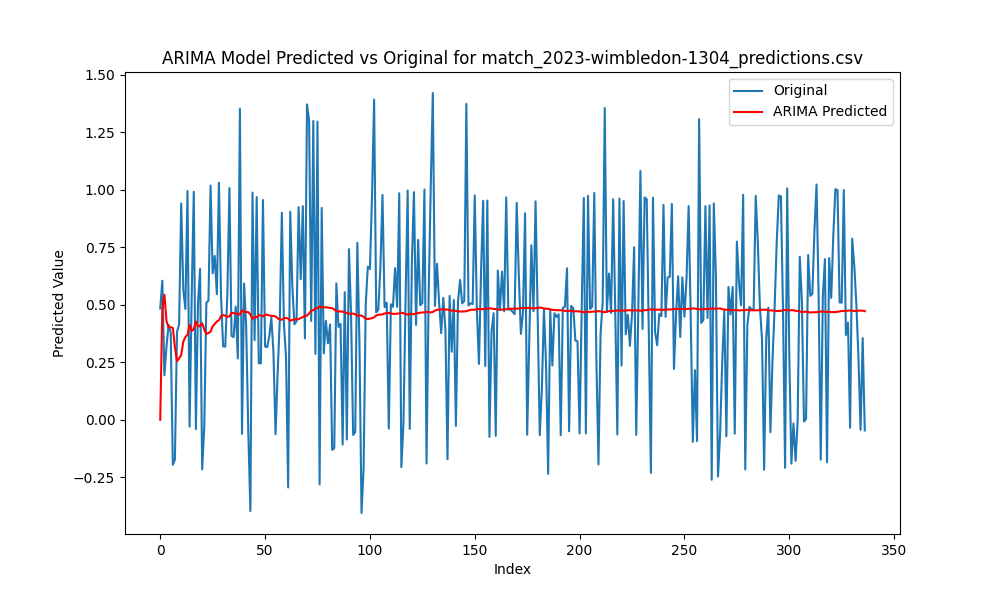 ARIMA Model Predicted vs Original for match_2023-wimbledon-1304_predictions.csv
Original
ARIMA Predicted
Predicted Value
1.50
1.25
1.00
0.75
0.50
0.25
0.00
−0.25
0 50 100 150 200 250 300 350
Index